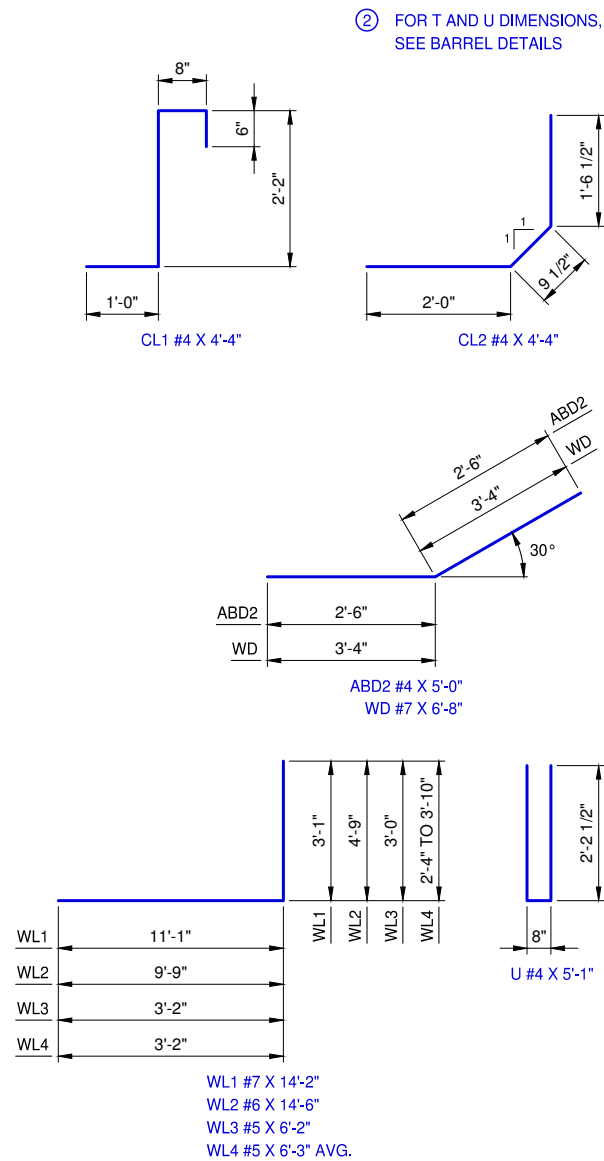 2 FOR T AND U DIMENSIONS,
SEE BARREL DETAILS
8"
6"
2'-2"
1'-0"
CL1 #4 X 4'-4"
1'-6 1/2"
1
1
9 1/2"
2'-0"
CL2 #4 X 4'-4"
ABD2
WD
2'-6"
3'-4"
30°
ABD2 2'-6"
WD 3'-4"
ABD2 #4 X 5'-0"
WD #7 X 6'-8"
3'-1"
4'-9"
3'-0"
2'-4" TO 3'-10"
WL1
WL2
WL3
WL4
WL1 11'-1"
WL2 9'-9"
WL3 3'-2"
WL4 3'-2"
2'-2 1/2"
8"
U #4 X 5'-1"
WL1 #7 X 14'-2"
WL2 #6 X 14'-6"
WL3 #5 X 6'-2"
WL4 #5 X 6'-3" AVG.